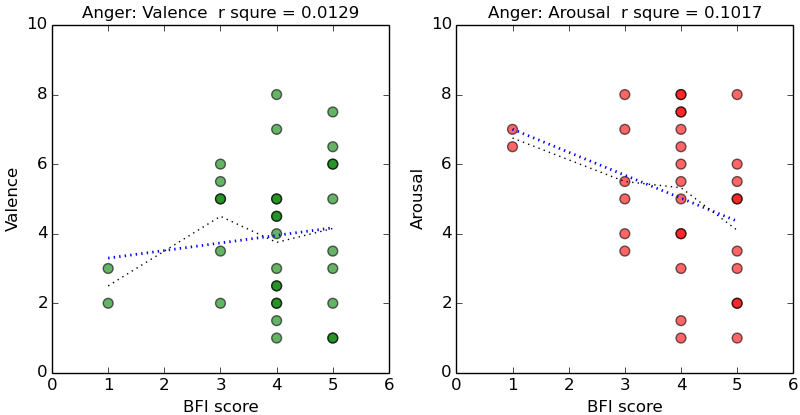 Anger: Valence  r squre = 0.0129
10
8
6
4
2
0
Valence
0 1 2 3 4 5 6
BFI score
Anger: Arousal  r squre = 0.1017
10
8
6
4
2
0
Arousal
0 1 2 3 4 5 6
BFI score